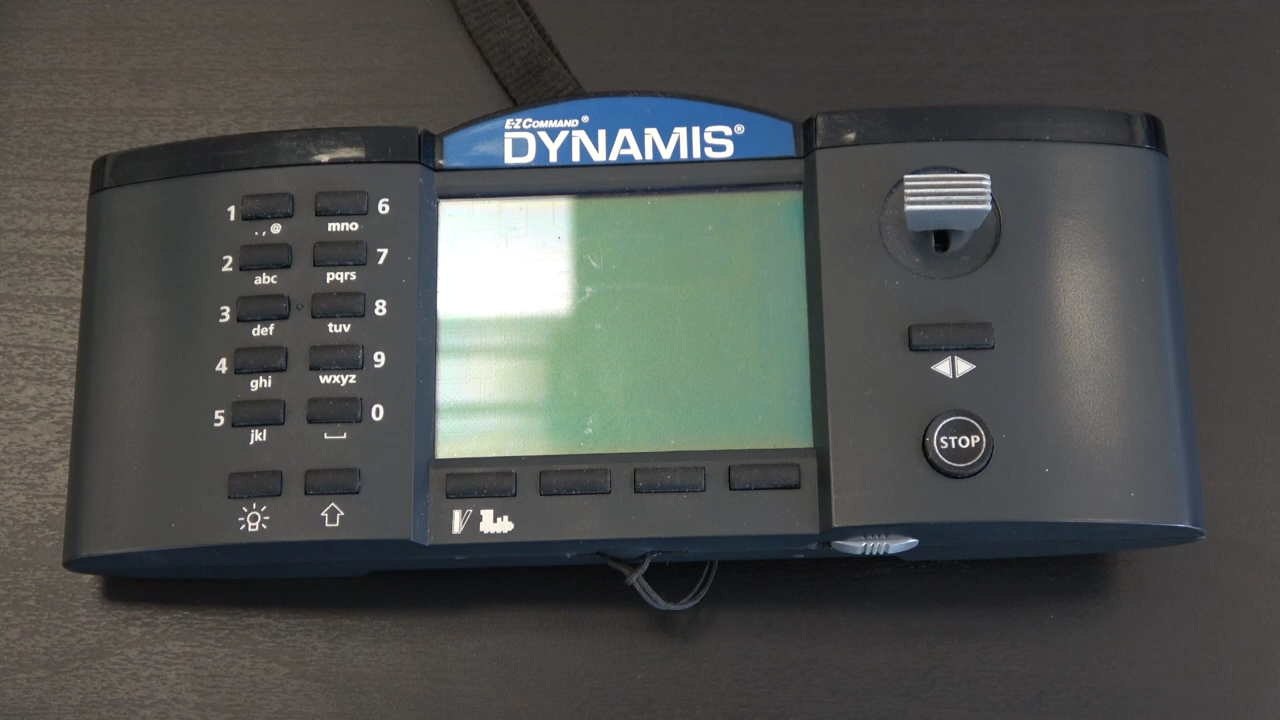 E-Z COMMAND®
DYNAMIS®
1 6
. , @ mno
2 7
abc pqrs
3 8
def tuv
4 9
ghi wxyz
5 0
jkl
STOP